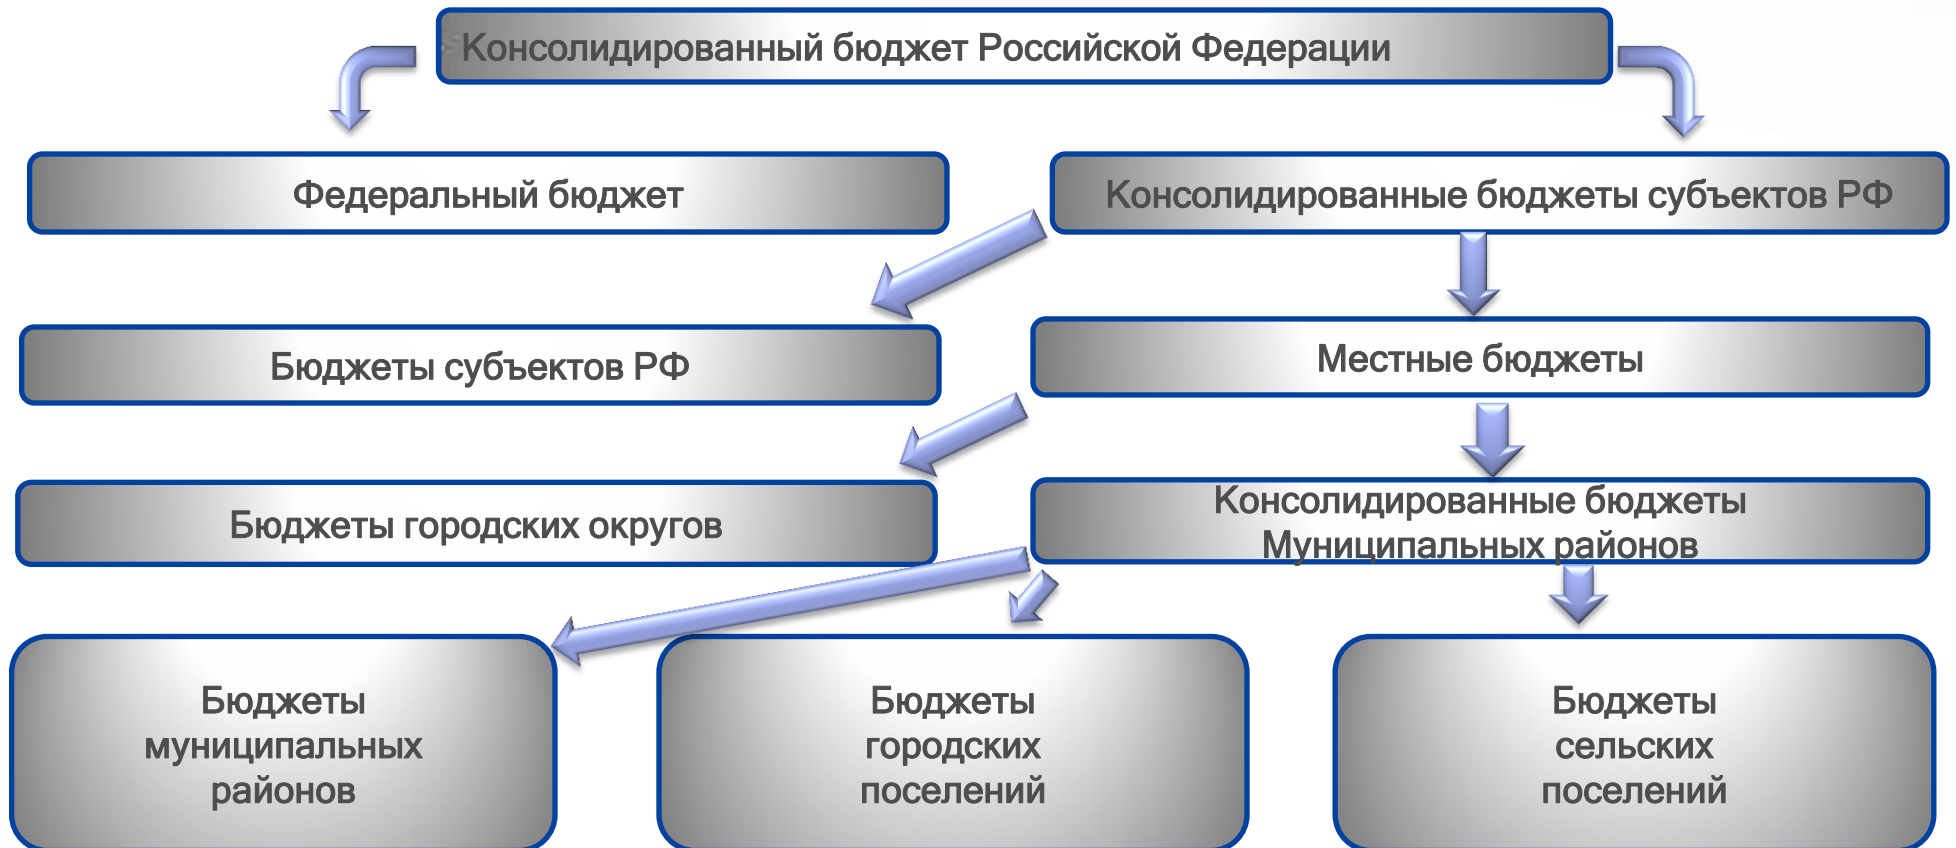 Консолидированный бюджет Российской Федерации
Федеральный бюджет
Консолидированные бюджеты субъектов РФ
Бюджеты субъектов РФ
Местные бюджеты
Бюджеты городских округов
Консолидированные бюджеты
Муниципальных районов
Бюджеты
муниципальных
районов
Бюджеты
городских
поселений
Бюджеты
сельских
поселений